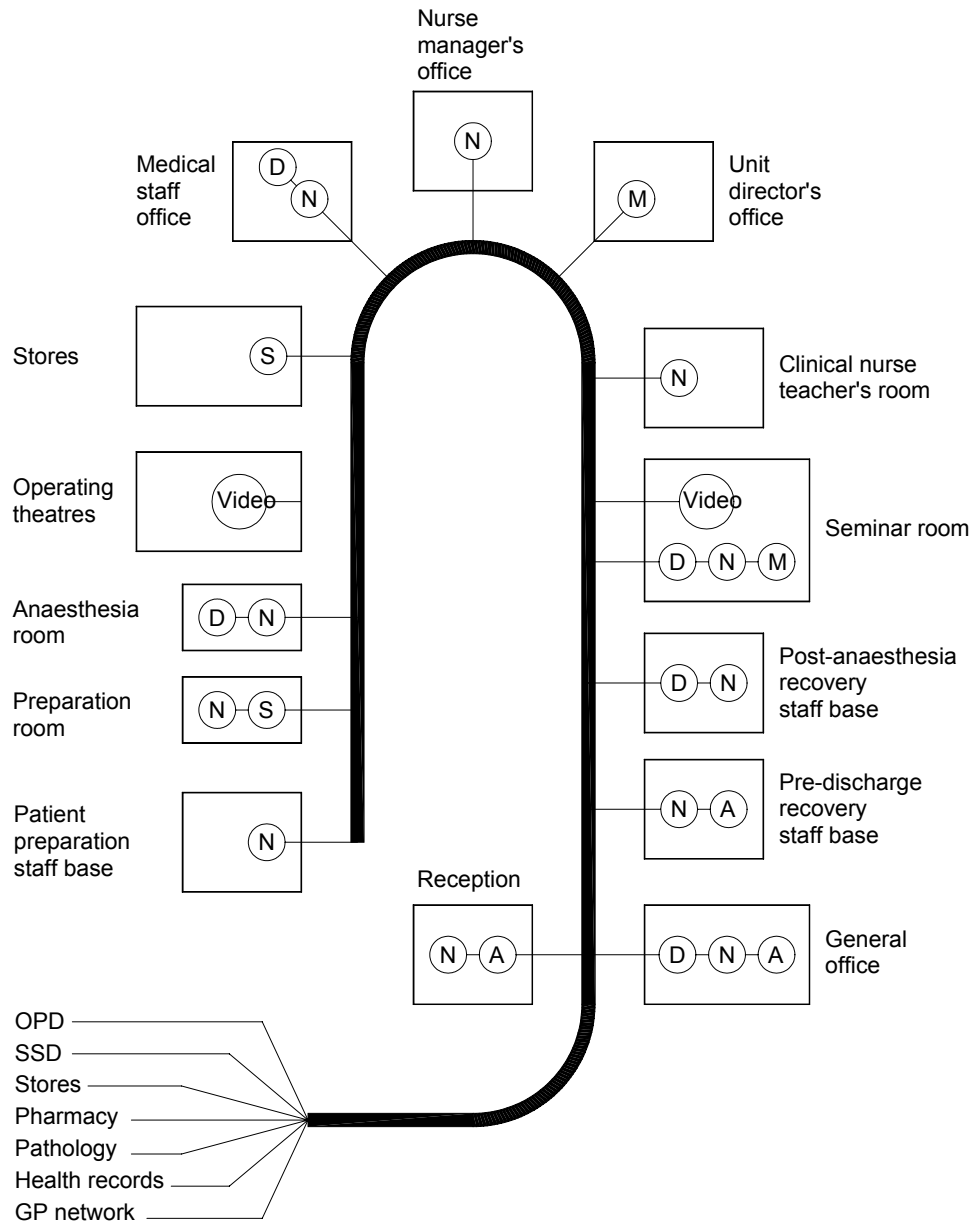 Nurse
manager's
office
N
Medical
staff
office
D
N
Unit
director's
office
M
Stores
S
Clinical nurse
teacher's room
N
Operating
theatres
Video
Seminar room
Video
D N M
Anaesthesia
room
D N
Post-anaesthesia
recovery
staff base
D N
Preparation
room
N S
Pre-discharge
recovery
staff base
N A
Patient
preparation
staff base
N
Reception
N A
General
office
D N A
OPD
SSD
Stores
Pharmacy
Pathology
Health records
GP network